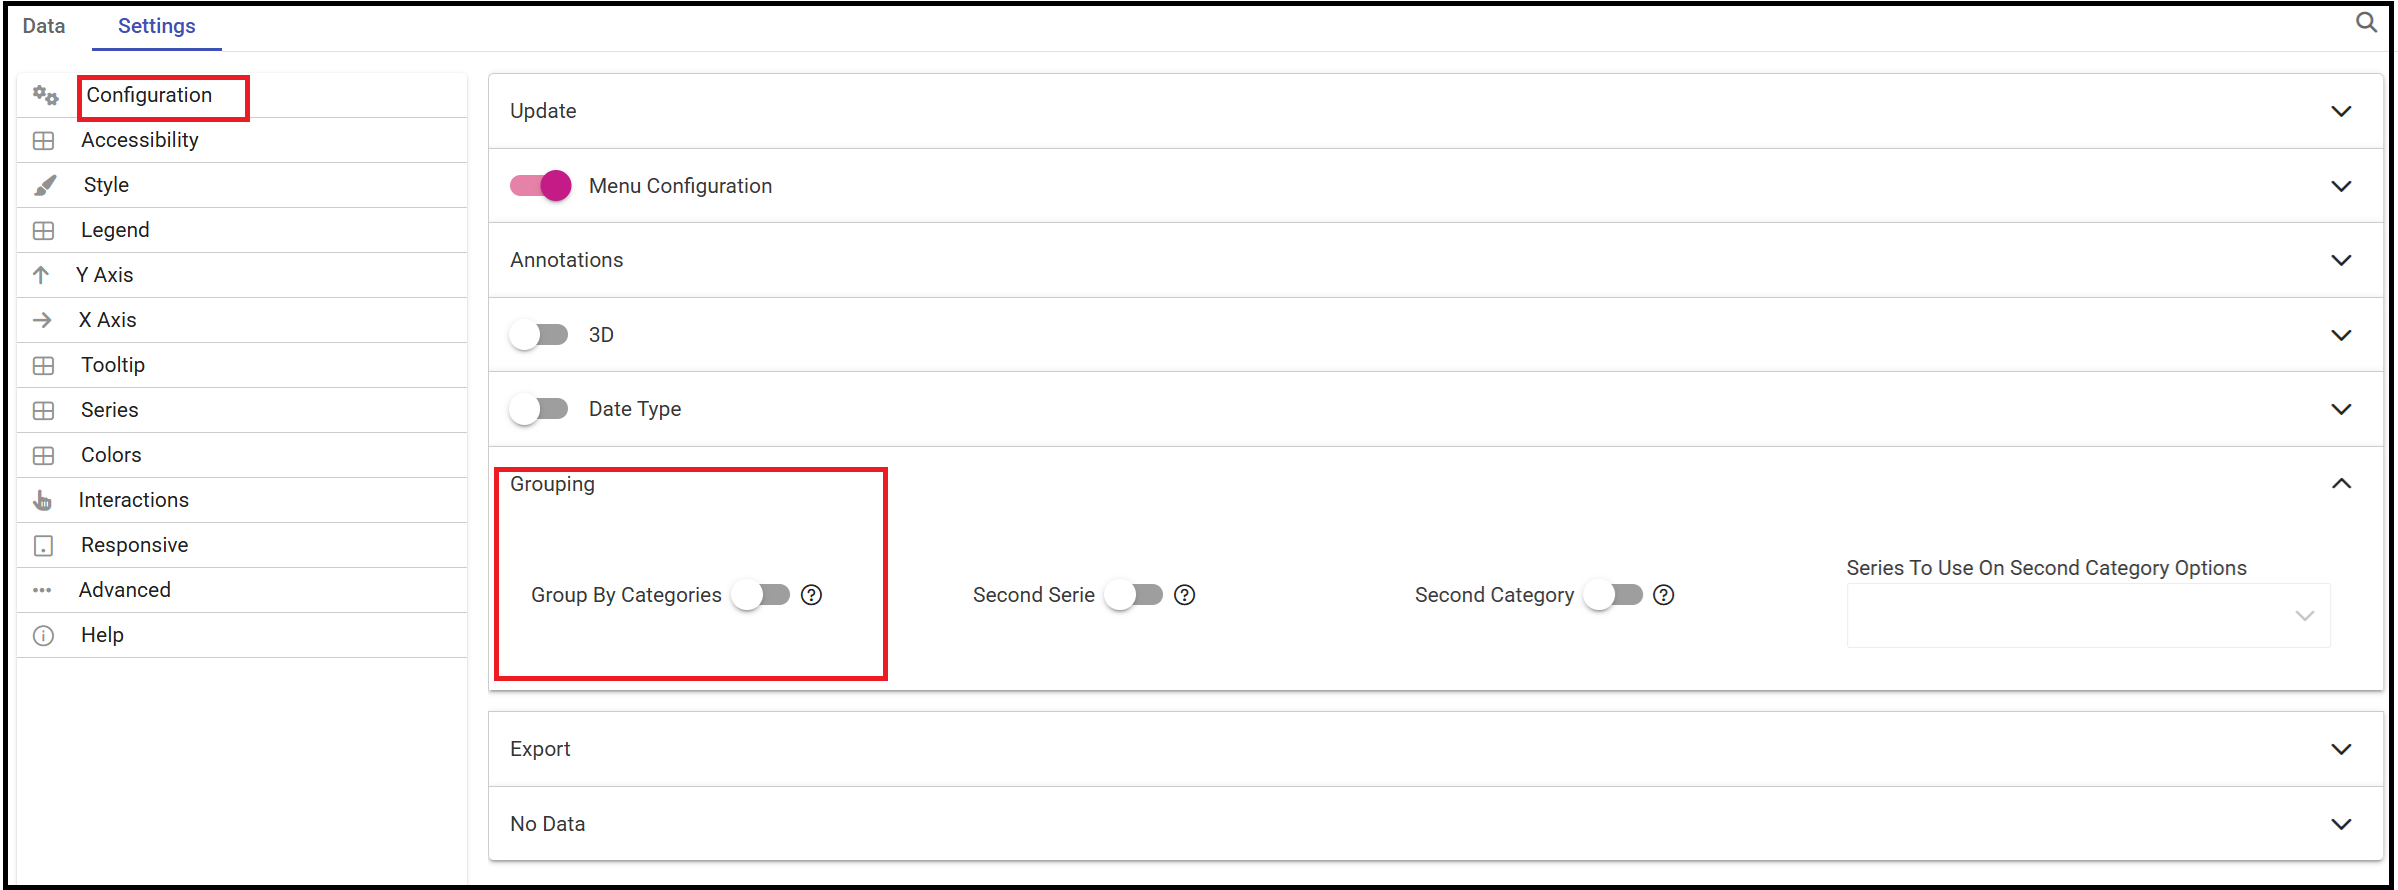 Data
Settings
Configuration
Accessibility
Style
Legend
Y Axis
X Axis
Tooltip
Series
Colors
Interactions
Responsive
Advanced
Help
Update
Menu Configuration
Annotations
3D
Date Type
Grouping
Group By Categories
Second Serie
Second Category
Series To Use On Second Category Options
Export
No Data